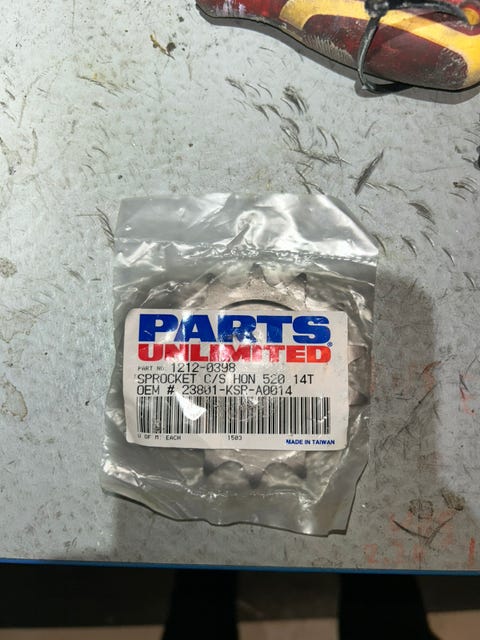 PARTS
UNLIMITED®
PART NO. 1212-0398
SPROCKET C/S HON 520 14T
OEM # 23801-KSR-A0014
U OF M: EACH 1503 MADE IN TAIWAN